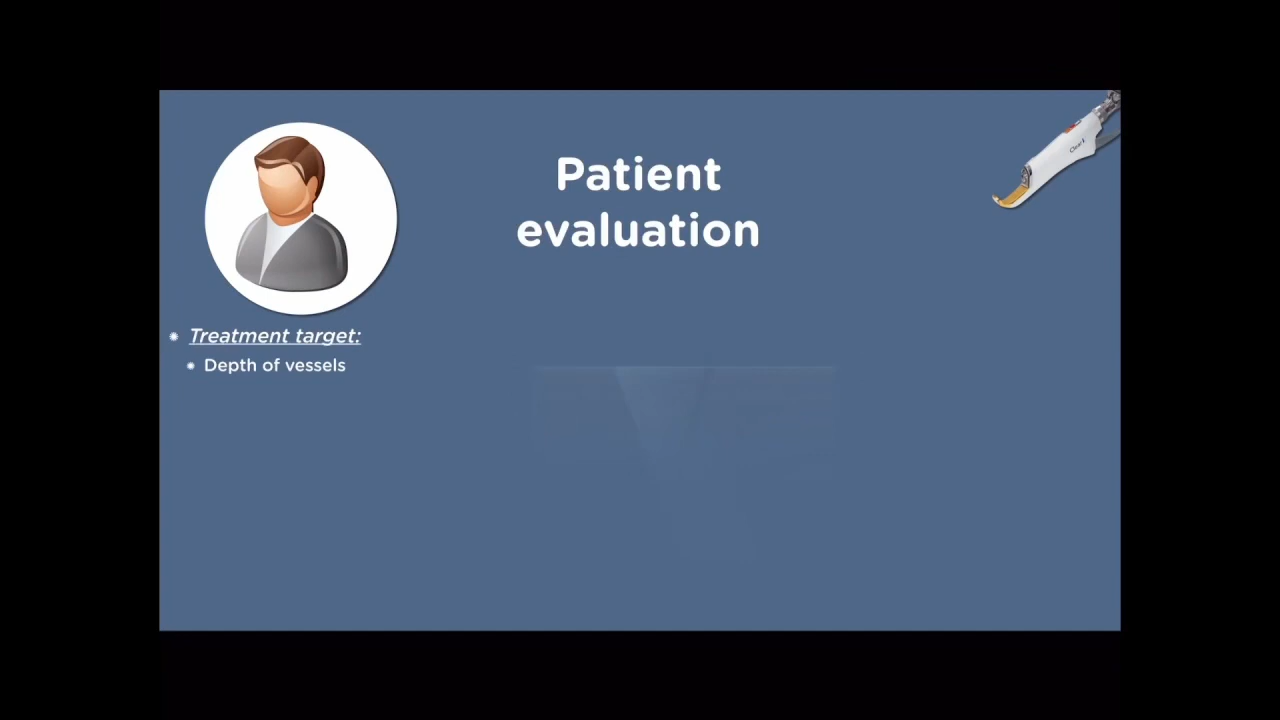 Patient
evaluation
Treatment target:
Depth of vessels